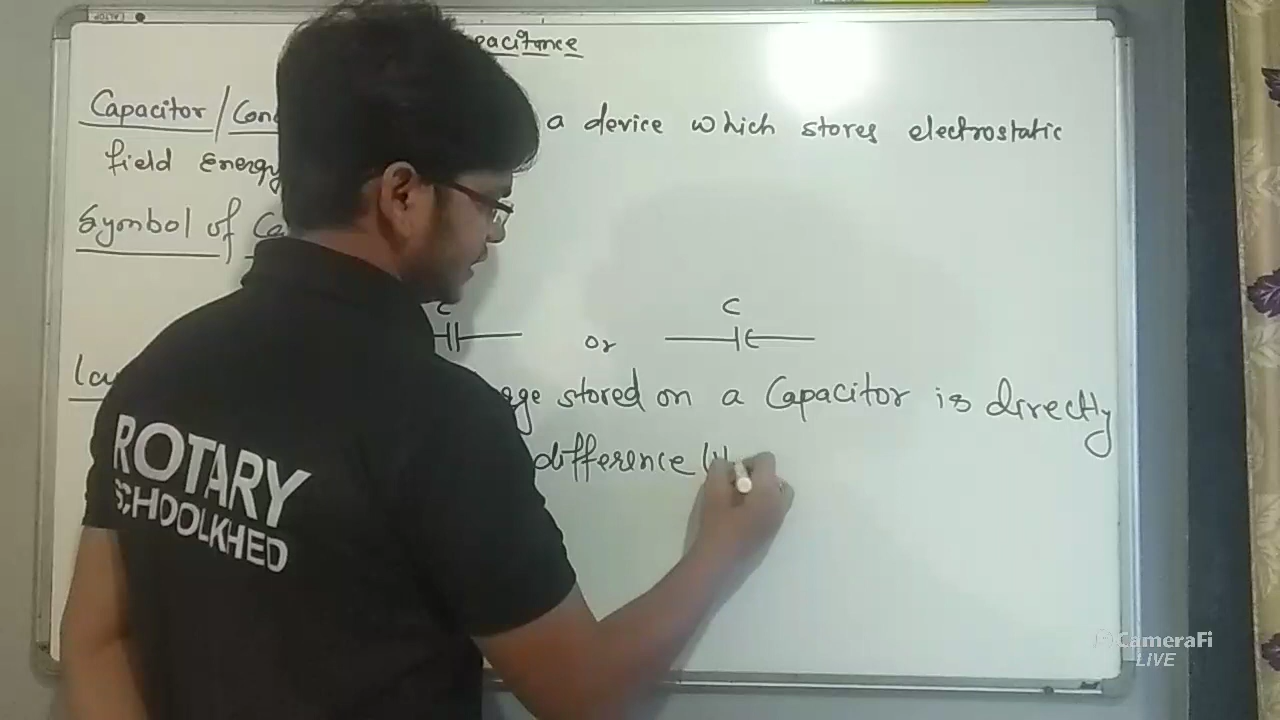 pacitance
Capacitor / Con a device which stores electrostatic
field Energy
Symbol of Ca
C C
or
La ge stored on a Capacitor is directly
difference (V
ROTARY
SCHOOLKHED
CameraFi
LIVE